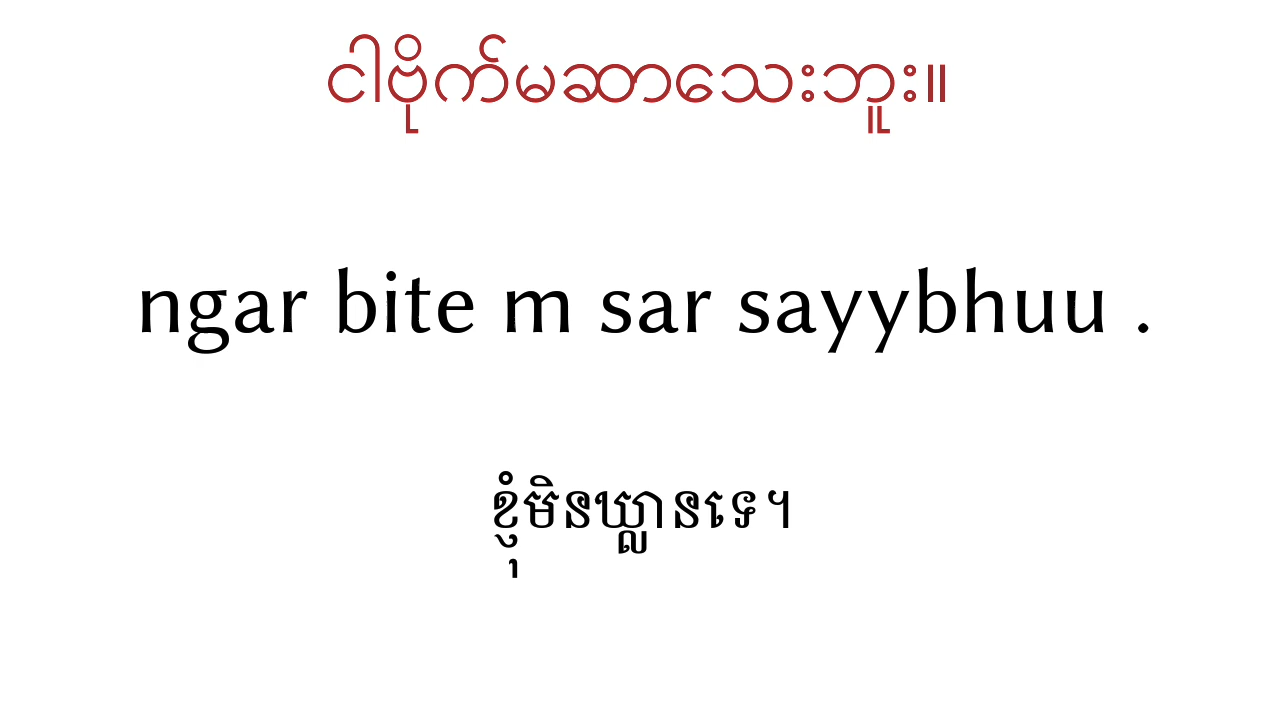 ငါဗိုက်မဆာသေးဘူး။
ngar bite m sar sayybhuu .
ខ្ញុំមិនឃ្លានទេ។